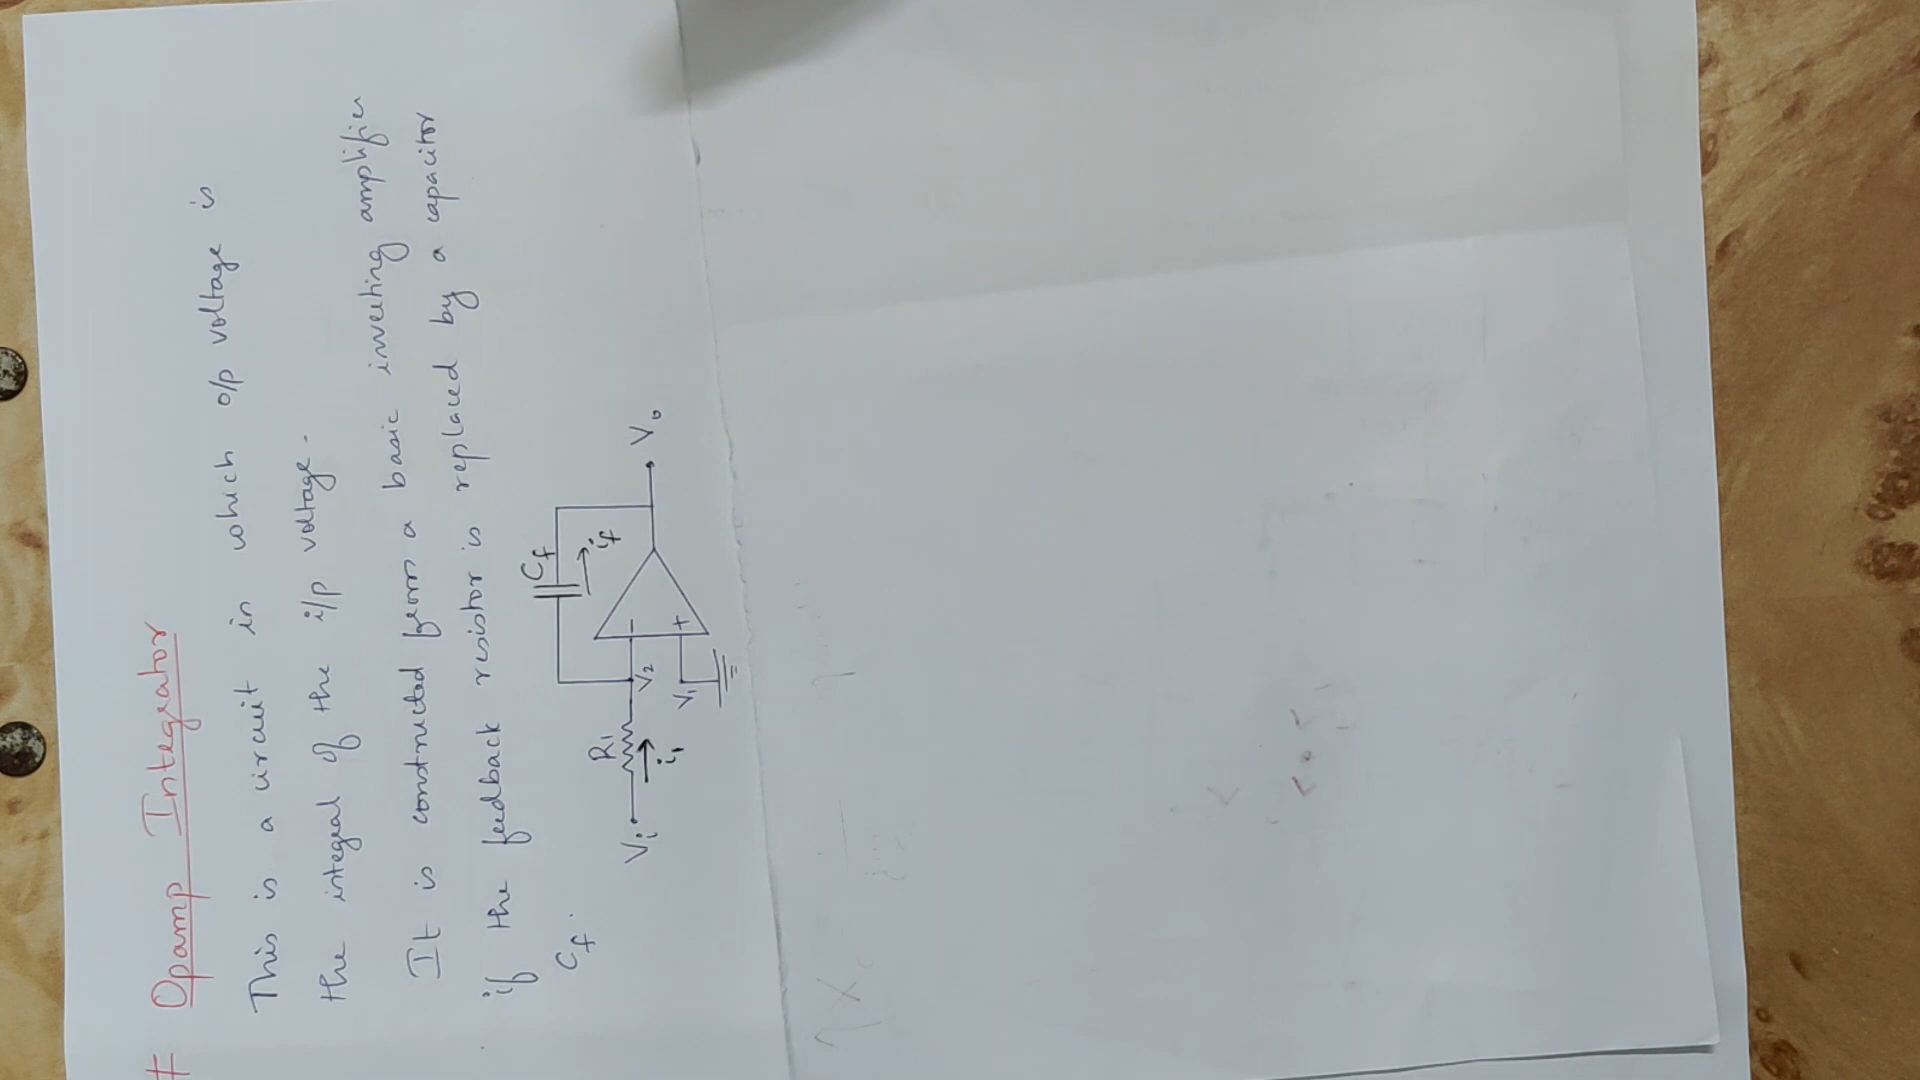 # Opamp Integrator
This is a circuit in which o/p voltage is
the integral of the i/p voltage.
It is constructed from a basic inverting amplifier
if the feedback resistor is replaced by a capacitor
Cf.
Cf
if
R1
Vi
i1
V2
-
+
V1
Vo